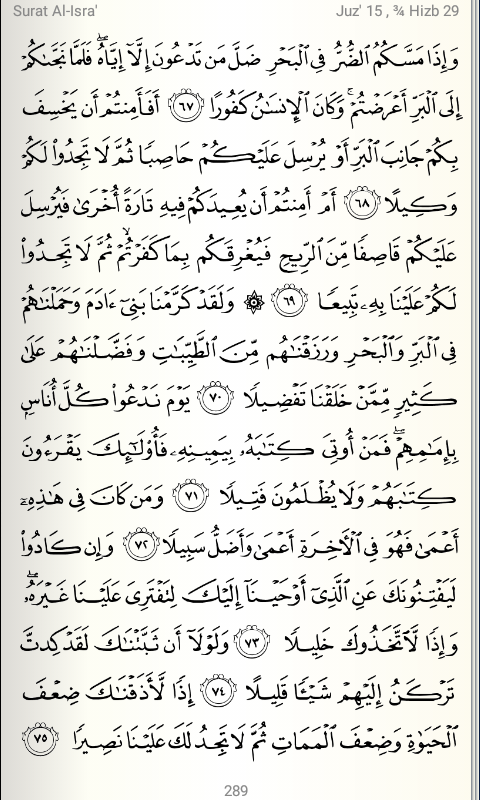 Surat Al-Isra' Juz' 15 , ¾ Hizb 29
وَإِذَا مَسَّكُمُ ٱلضُّرُّ فِى ٱلْبَحْرِ ضَلَّ مَن تَدْعُونَ إِلَّآ إِيَّاهُ ۖ فَلَمَّا نَجَّىٰكُمْ
إِلَى ٱلْبَرِّ أَعْرَضْتُمْ ۚ وَكَانَ ٱلْإِنسَـٰنُ كَفُورًا ٦٧ أَفَأَمِنتُمْ أَن يَخْسِفَ
بِكُمْ جَانِبَ ٱلْبَرِّ أَوْ يُرْسِلَ عَلَيْكُمْ حَاصِبًا ثُمَّ لَا تَجِدُوا۟ لَكُمْ
وَكِيلًا ٦٨ أَمْ أَمِنتُمْ أَن يُعِيدَكُمْ فِيهِ تَارَةً أُخْرَىٰ فَيُرْسِلَ
عَلَيْكُمْ قَاصِفًا مِّنَ ٱلرِّيحِ فَيُغْرِقَكُم بِمَا كَفَرْتُمْ ۙ ثُمَّ لَا تَجِدُوا۟
لَكُمْ عَلَيْنَا بِهِۦ تَبِيعًا ٦٩ ۞ وَلَقَدْ كَرَّمْنَا بَنِىٓ ءَادَمَ وَحَمَلْنَـٰهُمْ
فِى ٱلْبَرِّ وَٱلْبَحْرِ وَرَزَقْنَـٰهُم مِّنَ ٱلطَّيِّبَـٰتِ وَفَضَّلْنَـٰهُمْ عَلَىٰ
كَثِيرٍ مِّمَّنْ خَلَقْنَا تَفْضِيلًا ٧٠ يَوْمَ نَدْعُوا۟ كُلَّ أُنَاسٍۭ
بِإِمَـٰمِهِمْ ۖ فَمَنْ أُوتِىَ كِتَـٰبَهُۥ بِيَمِينِهِۦ فَأُو۟لَـٰٓئِكَ يَقْرَءُونَ
كِتَـٰبَهُمْ وَلَا يُظْلَمُونَ فَتِيلًا ٧١ وَمَن كَانَ فِى هَـٰذِهِۦٓ
أَعْمَىٰ فَهُوَ فِى ٱلْـَٔاخِرَةِ أَعْمَىٰ وَأَضَلُّ سَبِيلًا ٧٢ وَإِن كَادُوا۟
لَيَفْتِنُونَكَ عَنِ ٱلَّذِىٓ أَوْحَيْنَآ إِلَيْكَ لِتَفْتَرِىَ عَلَيْنَا غَيْرَهُۥ ۖ
وَإِذًا لَّٱتَّخَذُوكَ خَلِيلًا ٧٣ وَلَوْلَآ أَن ثَبَّتْنَـٰكَ لَقَدْ كِدتَّ
تَرْكَنُ إِلَيْهِمْ شَيْـًٔا قَلِيلًا ٧٤ إِذًا لَّأَذَقْنَـٰكَ ضِعْفَ
ٱلْحَيَوٰةِ وَضِعْفَ ٱلْمَمَاتِ ثُمَّ لَا تَجِدُ لَكَ عَلَيْنَا نَصِيرًا ٧٥
289